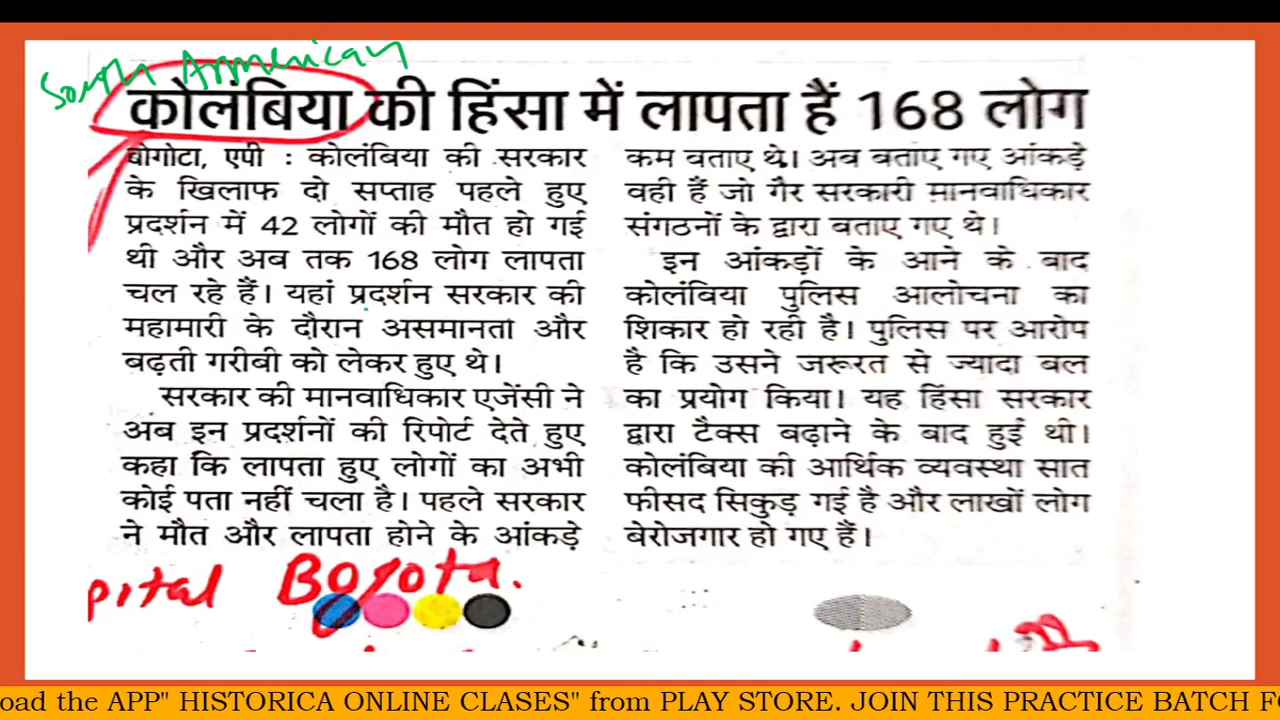 South American
कोलंबिया की हिंसा में लापता हैं 168 लोग
बोगोटा, एपी : कोलंबिया की सरकार
के खिलाफ दो सप्ताह पहले हुए
प्रदर्शन में 42 लोगों की मौत हो गई
थी और अब तक 168 लोग लापता
चल रहे हैं। यहां प्रदर्शन सरकार की
महामारी के दौरान असमानता और
बढ़ती गरीबी को लेकर हुए थे।
सरकार की मानवाधिकार एजेंसी ने
अब इन प्रदर्शनों की रिपोर्ट देते हुए
कहा कि लापता हुए लोगों का अभी
कोई पता नहीं चला है। पहले सरकार
ने मौत और लापता होने के आंकड़े
कम बताए थे। अब बताए गए आंकड़े
वही हैं जो गैर सरकारी मानवाधिकार
संगठनों के द्वारा बताए गए थे।
इन आंकड़ों के आने के बाद
कोलंबिया पुलिस आलोचना का
शिकार हो रही है। पुलिस पर आरोप
है कि उसने जरूरत से ज्यादा बल
का प्रयोग किया। यह हिंसा सरकार
द्वारा टैक्स बढ़ाने के बाद हुई थी।
कोलंबिया की आर्थिक व्यवस्था सात
फीसद सिकुड़ गई है और लाखों लोग
बेरोजगार हो गए हैं।
pital Bogota.
oad the APP" HISTORICA ONLINE CLASES" from PLAY STORE. JOIN THIS PRACTICE BATCH FO